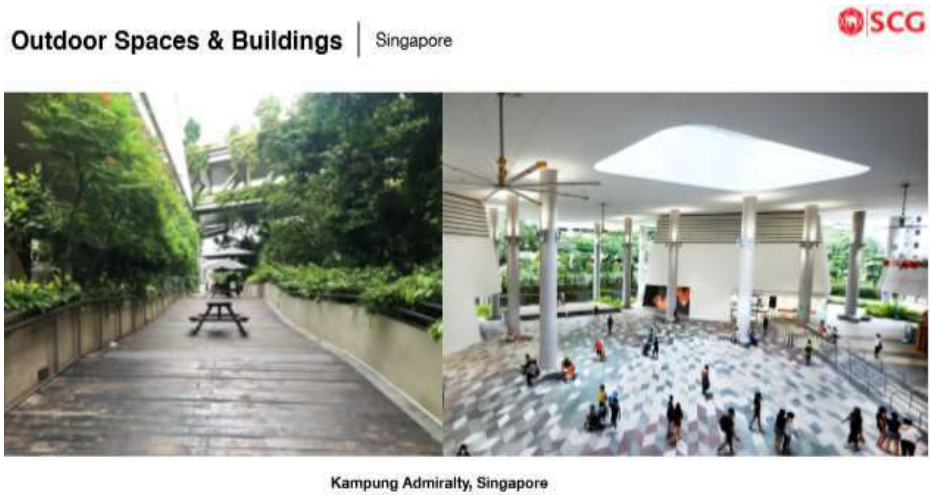 Outdoor Spaces & Buildings | Singapore
SCG
Kampung Admiralty, Singapore